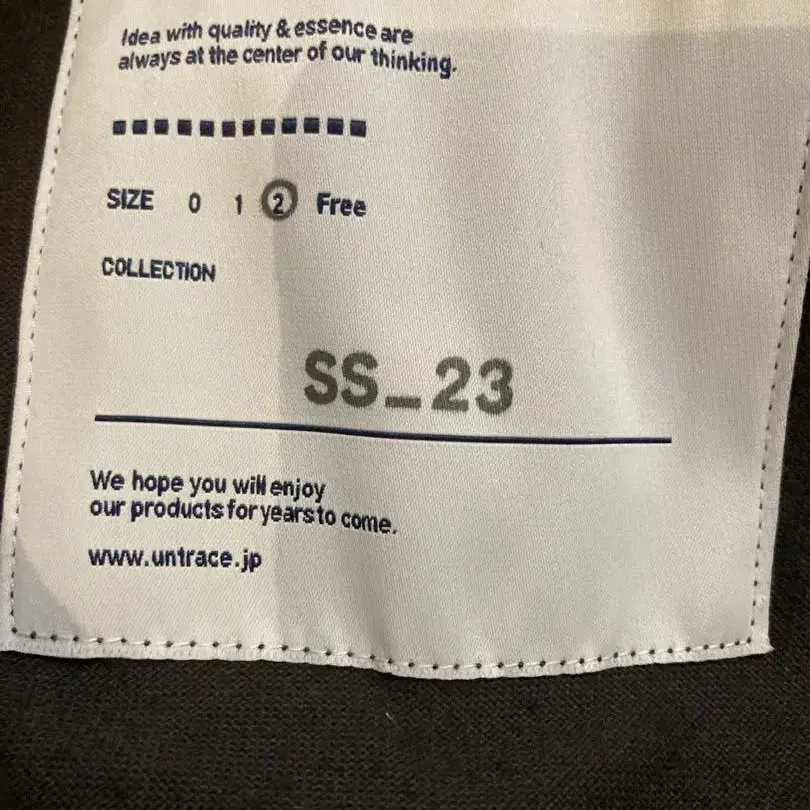 Idea with quality & essence are
always at the center of our thinking.
SIZE 0 1 2 Free
COLLECTION
SS_23
We hope you will enjoy
our products for years to come.
www.untrace.jp